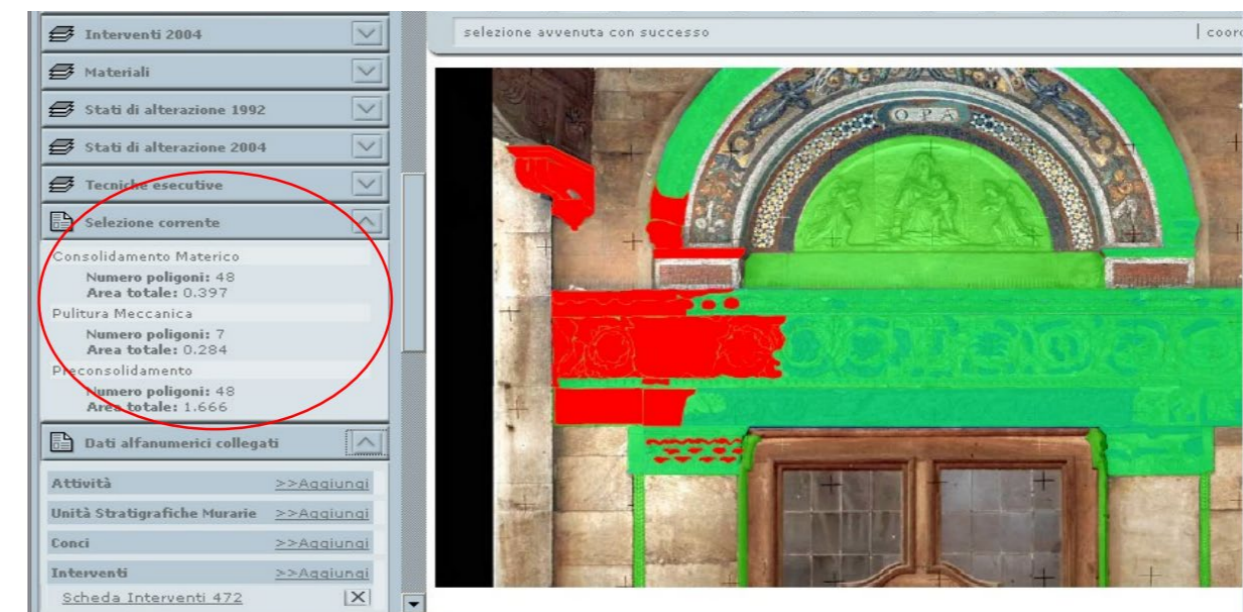 Interventi 2004
Materiali
Stati di alterazione 1992
Stati di alterazione 2004
Tecniche esecutive
Selezione corrente
Consolidamento Materico
Numero poligoni: 48
Area totale: 0.397
Pulitura Meccanica
Numero poligoni: 7
Area totale: 0.284
Preconsolidamento
Numero poligoni: 48
Area totale: 1.666
Dati alfanumerici collegati
Attività >>Aggiungi
Unità Stratigrafiche Murarie >>Aggiungi
Conci >>Aggiungi
Interventi >>Aggiungi
Scheda Interventi 472 X
selezione avvenuta con successo | coor
OPA